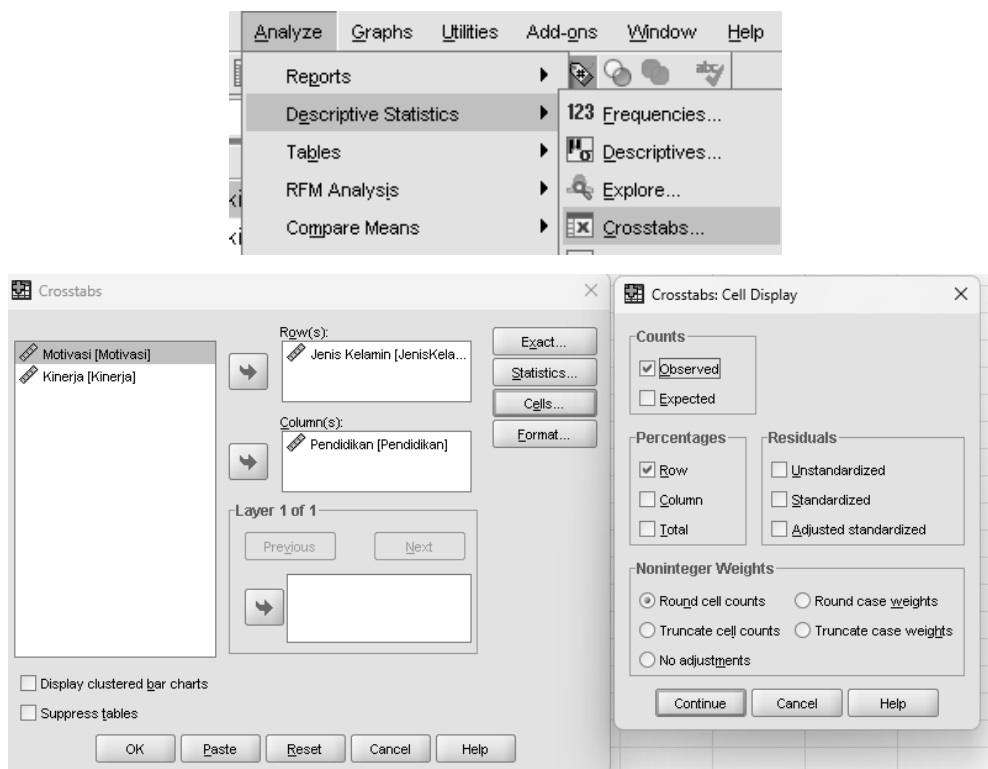 Analyze Graphs Utilities Add-ons Window Help
Reports
Descriptive Statistics
Tables
RFM Analysis
Compare Means
123 Frequencies...
Descriptives...
Explore...
Crosstabs...
Crosstabs
Motivasi [Motivasi]
Kinerja [Kinerja]
Row(s):
Jenis Kelamin [JenisKela...
Column(s):
Pendidikan [Pendidikan]
Layer 1 of 1
Previous Next
Exact...
Statistics...
Cells...
Format...
Display clustered bar charts
Suppress tables
OK Paste Reset Cancel Help
Crosstabs: Cell Display
Counts
Observed
Expected
Percentages
Row
Column
Total
Residuals
Unstandardized
Standardized
Adjusted standardized
Noninteger Weights
Round cell counts Round case weights
Truncate cell counts Truncate case weights
No adjustments
Continue Cancel Help